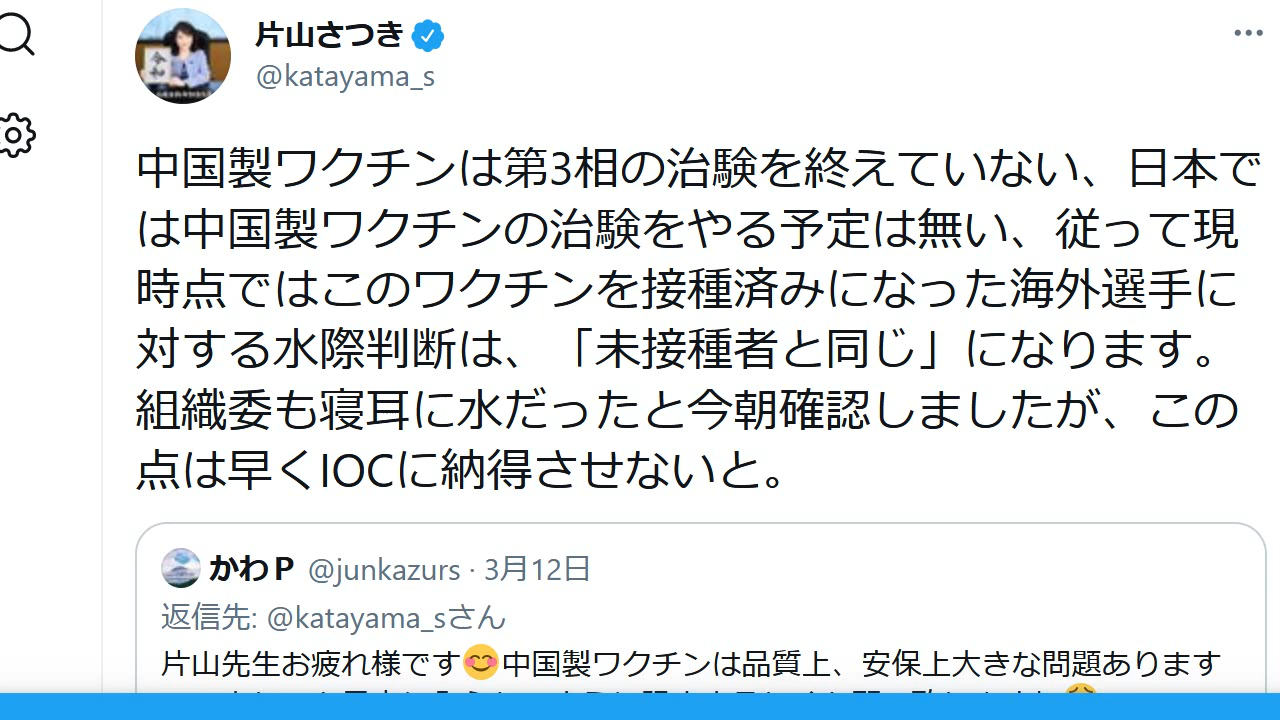 片山さつき
@katayama_s
中国製ワクチンは第3相の治験を終えていない、日本で
は中国製ワクチンの治験をやる予定は無い、従って現
時点ではこのワクチンを接種済みになった海外選手に
対する水際判断は、「未接種者と同じ」になります。
組織委も寝耳に水だったと今朝確認しましたが、この
点は早くIOCに納得させないと。
かわP @junkazurs · 3月12日
返信先: @katayama_sさん
片山先生お疲れ様です😊中国製ワクチンは品質上、安保上大きな問題あります